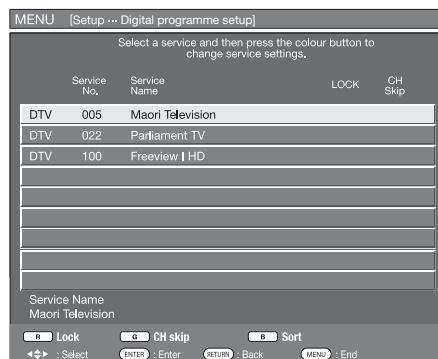 MENU [Setup ••• Digital programme setup]
Select a service and then press the colour button to
change service settings.
Service No. Service Name LOCK CH Skip
DTV 005 Maori Television
DTV 022 Parliament TV
DTV 100 Freeview | HD
Service Name
Maori Television
R Lock G CH skip B Sort
: Select ENTER : Enter RETURN : Back MENU : End